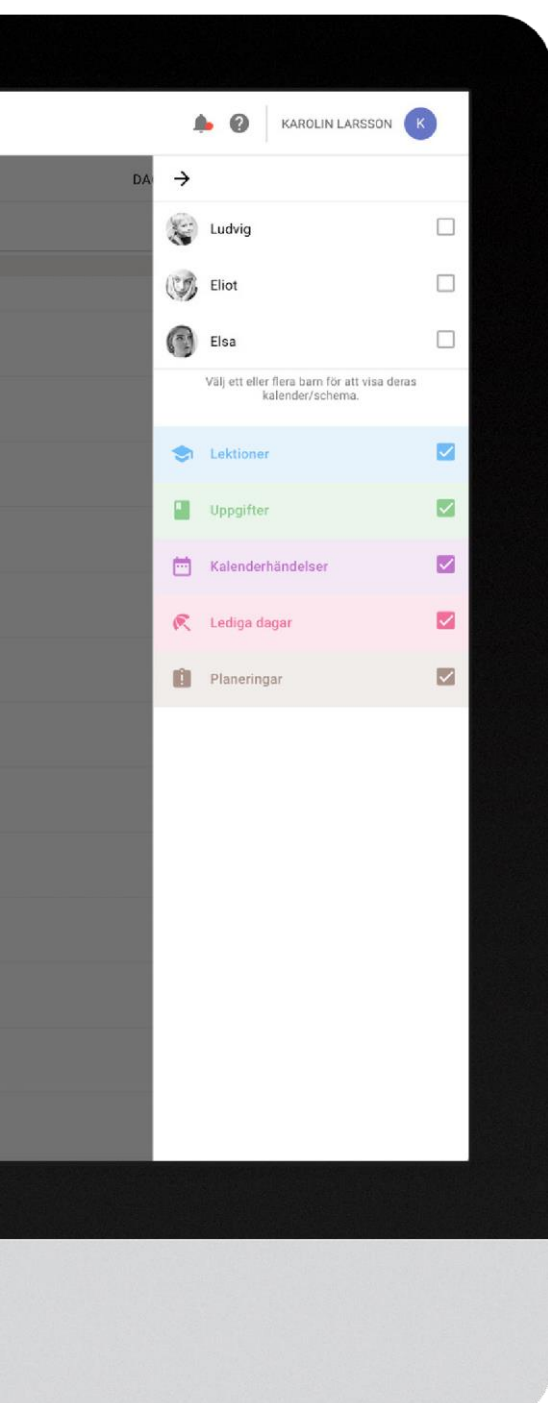 KAROLIN LARSSON K
Ludvig
Eliot
Elsa
Välj ett eller flera barn för att visa deras
kalender/schema.
Lektioner
Uppgifter
Kalenderhändelser
Lediga dagar
Planeringar